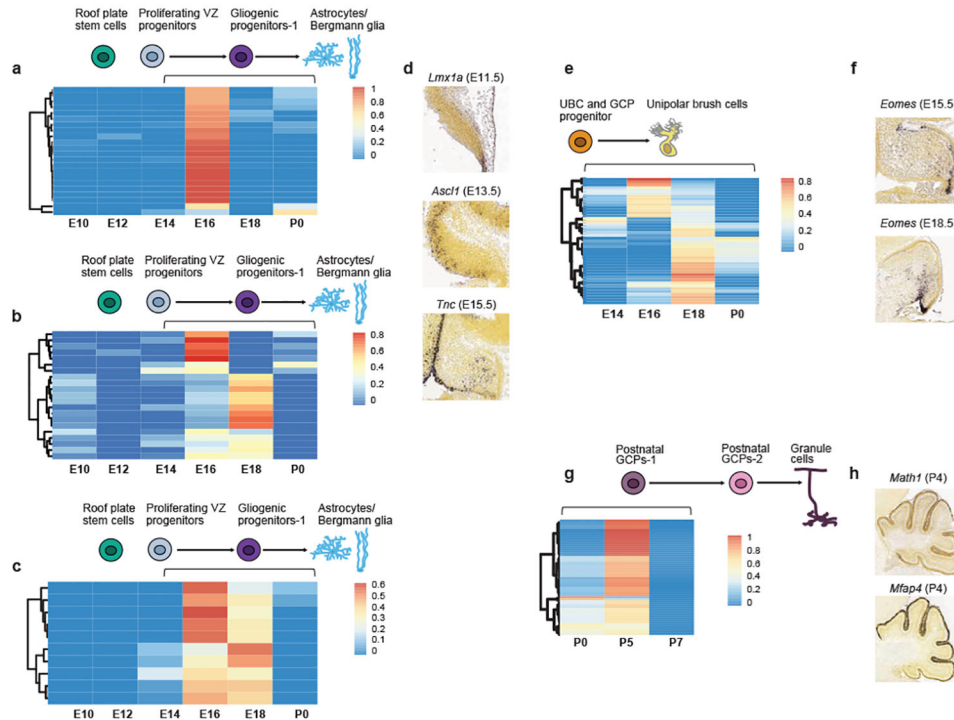 a
Roof plate
stem cells
Proliferating VZ
progenitors
Gliogenic
progenitors-1
Astrocytes/
Bergmann glia
1
0.8
0.6
0.4
0.2
0
E10 E12 E14 E16 E18 P0
b
Roof plate
stem cells
Proliferating VZ
progenitors
Gliogenic
progenitors-1
Astrocytes/
Bergmann glia
0.8
0.6
0.4
0.2
0
E10 E12 E14 E16 E18 P0
c
Roof plate
stem cells
Proliferating VZ
progenitors
Gliogenic
progenitors-1
Astrocytes/
Bergmann glia
0.6
0.5
0.4
0.3
0.2
0.1
0
E10 E12 E14 E16 E18 P0
d
Lmx1a (E11.5)
Ascl1 (E13.5)
Tnc (E15.5)
e
UBC and GCP
progenitor
Unipolar brush cells
0.8
0.6
0.4
0.2
0
E14 E16 E18 P0
f
Eomes (E15.5)
Eomes (E18.5)
g
Postnatal
GCPs-1
Postnatal
GCPs-2
Granule
cells
1
0.8
0.6
0.4
0.2
0
P0 P5 P7
h
Math1 (P4)
Mfap4 (P4)